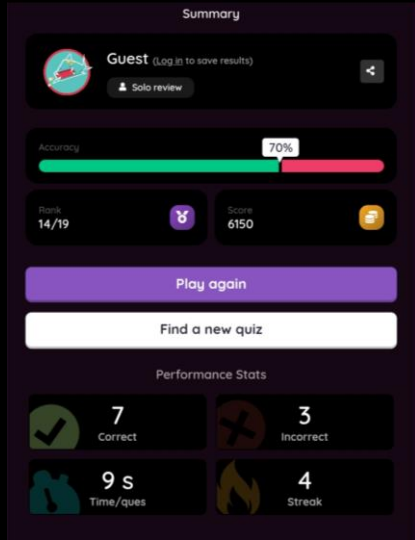 Summary
Guest (Log in to save results)
Solo review
Accuracy
70%
Rank
14/19
Score
6150
Play again
Find a new quiz
Performance Stats
7
Correct
3
Incorrect
9 s
Time/ques
4
Streak